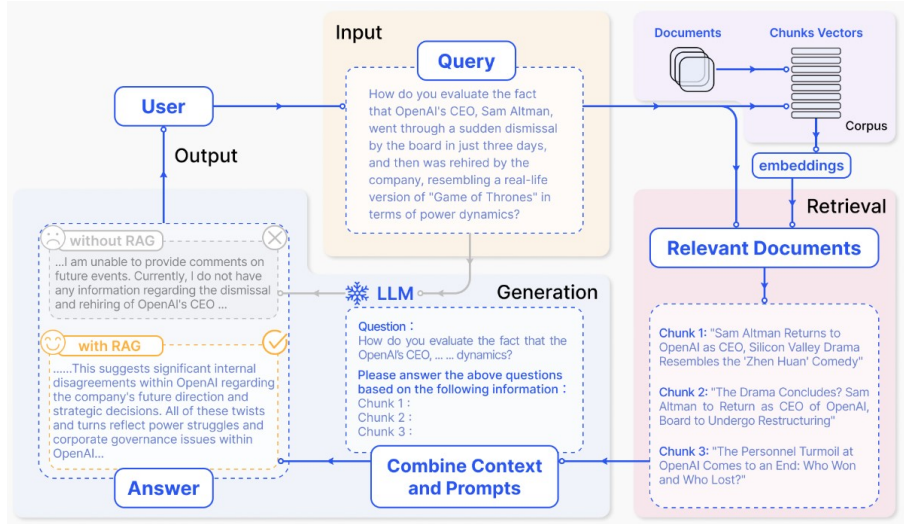 Input
Query
How do you evaluate the fact
that OpenAI's CEO, Sam Altman,
went through a sudden dismissal
by the board in just three days,
and then was rehired by the
company, resembling a real-life
version of "Game of Thrones" in
terms of power dynamics?
Documents
Chunks Vectors
Corpus
embeddings
User
Output
Retrieval
Relevant Documents
Chunk 1: "Sam Altman Returns to
OpenAI as CEO, Silicon Valley Drama
Resembles the 'Zhen Huan' Comedy"
Chunk 2: "The Drama Concludes? Sam
Altman to Return as CEO of OpenAI,
Board to Undergo Restructuring"
Chunk 3: "The Personnel Turmoil at
OpenAI Comes to an End: Who Won
and Who Lost?"
without RAG
...I am unable to provide comments on
future events. Currently, I do not have
any information regarding the dismissal
and rehiring of OpenAI's CEO ...
with RAG
......This suggests significant internal
disagreements within OpenAI regarding
the company's future direction and
strategic decisions. All of these twists
and turns reflect power struggles and
corporate governance issues within
OpenAI...
Answer
LLM
Generation
Question :
How do you evaluate the fact that the
OpenAI's CEO, ... ... dynamics?
Please answer the above questions
based on the following information :
Chunk 1 :
Chunk 2 :
Chunk 3 :
Combine Context
and Prompts